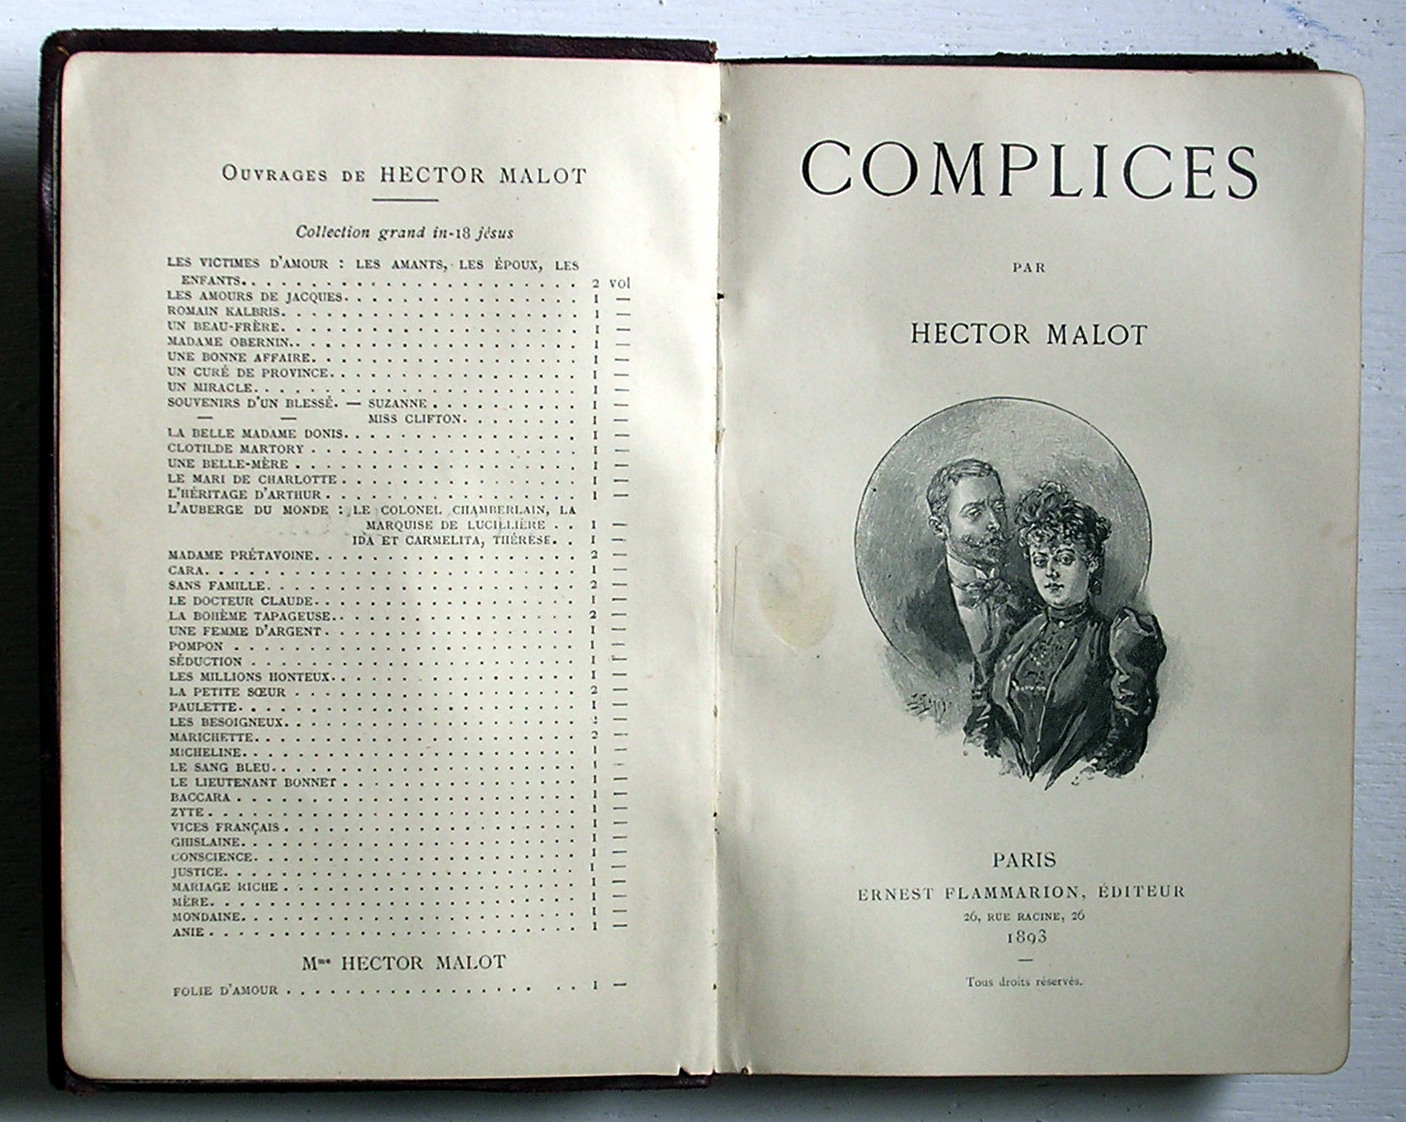 OUVRAGES DE HECTOR MALOT
Collection grand in-18 jésus
LES VICTIMES D'AMOUR : LES AMANTS, LES ÉPOUX, LES
ENFANTS. 2 vol
LES AMOURS DE JACQUES. 1 —
ROMAIN KALBRIS. 1 —
UN BEAU-FRÈRE. 1 —
MADAME OBERNIN. 1 —
UNE BONNE AFFAIRE. 1 —
UN CURÉ DE PROVINCE. 1 —
UN MIRACLE. 1 —
SOUVENIRS D'UN BLESSÉ. — SUZANNE 1 —
— — MISS CLIFTON. 1 —
LA BELLE MADAME DONIS. 1 —
CLOTILDE MARTORY 1 —
UNE BELLE-MÈRE 1 —
LE MARI DE CHARLOTTE 1 —
L'HÉRITAGE D'ARTHUR 1 —
L'AUBERGE DU MONDE : LE COLONEL CHAMBERLAIN, LA
MARQUISE DE LUCILLIÈRE 1 —
IDA ET CARMELITA, THÉRÈSE. 1 —
MADAME PRÉTAVOINE. 2 —
CARA. 1 —
SANS FAMILLE. 2 —
LE DOCTEUR CLAUDE. 1 —
LA BOHÈME TAPAGEUSE. 2 —
UNE FEMME D'ARGENT 1 —
POMPON 1 —
SÉDUCTION 1 —
LES MILLIONS HONTEUX. 1 —
LA PETITE SŒUR 2 —
PAULETTE. 1 —
LES BESOIGNEUX. 2 —
MARICHETTE. 2 —
MICHELINE. 1 —
LE SANG BLEU. 1 —
LE LIEUTENANT BONNET 1 —
BACCARA 1 —
ZYTE 1 —
VICES FRANÇAIS 1 —
GHISLAINE. 1 —
CONSCIENCE. 1 —
JUSTICE. 1 —
MARIAGE RICHE 1 —
MÈRE. 1 —
MONDAINE. 1 —
ANIE 1 —
Mme HECTOR MALOT
FOLIE D'AMOUR 1 —
COMPLICES
PAR
HECTOR MALOT
PARIS
ERNEST FLAMMARION, ÉDITEUR
26, RUE RACINE, 26
1893
—
Tous droits réservés.